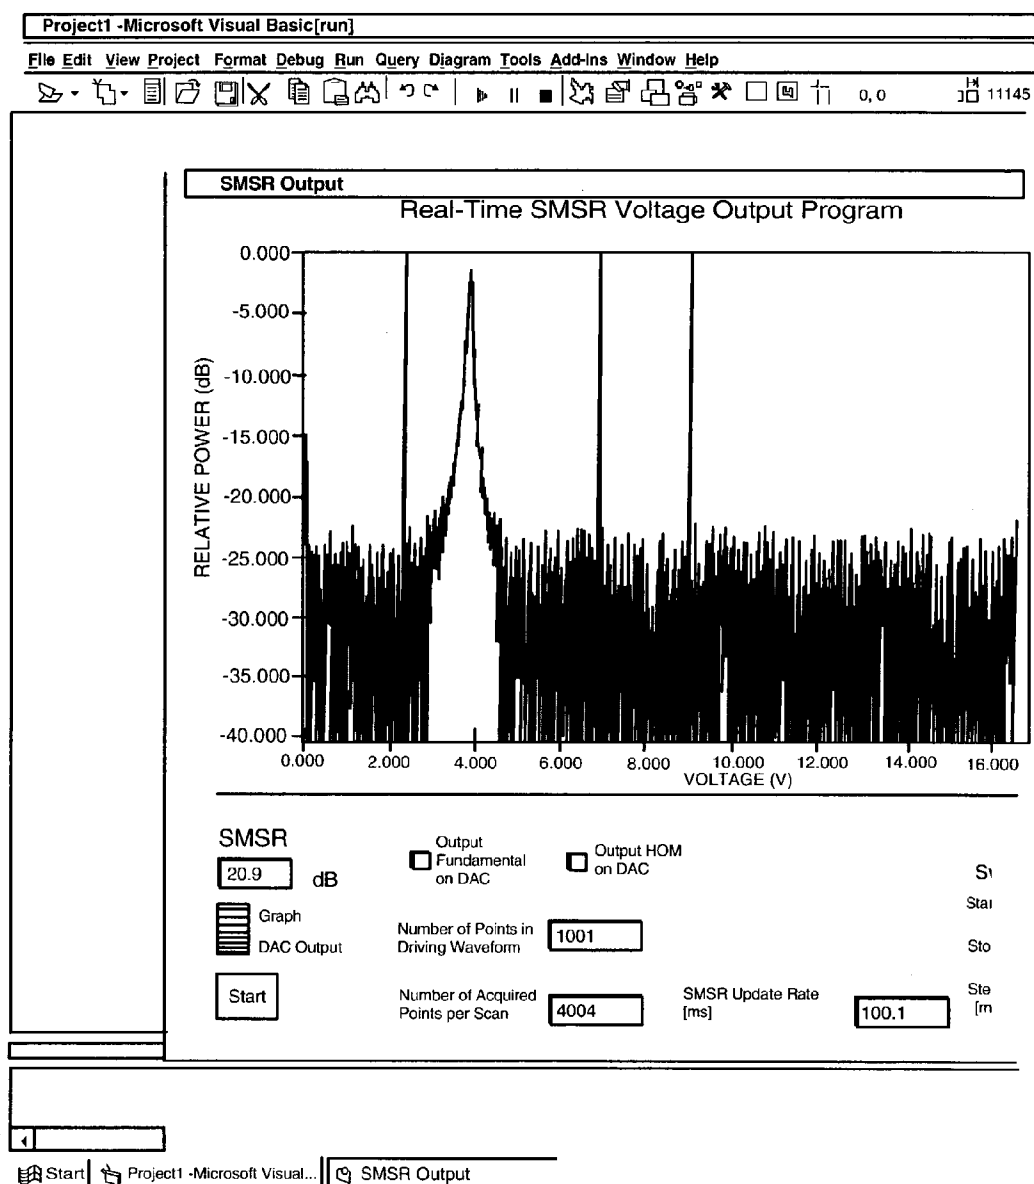 Project1 -Microsoft Visual Basic[run]
File Edit View Project Format Debug Run Query Diagram Tools Add-Ins Window Help
0, 0
11145
SMSR Output
Real-Time SMSR Voltage Output Program
RELATIVE POWER (dB)
0.000
-5.000
-10.000
-15.000
-20.000
-25.000
-30.000
-35.000
-40.000
0.000 2.000 4.000 6.000 8.000 10.000 12.000 14.000 16.000
VOLTAGE (V)
SMSR
20.9 dB
Output
Fundamental
on DAC
Output HOM
on DAC
Graph
DAC Output
Number of Points in
Driving Waveform
1001
Start
Number of Acquired
Points per Scan
4004
SMSR Update Rate
[ms]
100.1
Sto
Ste
Start
Project1 -Microsoft Visual...
SMSR Output